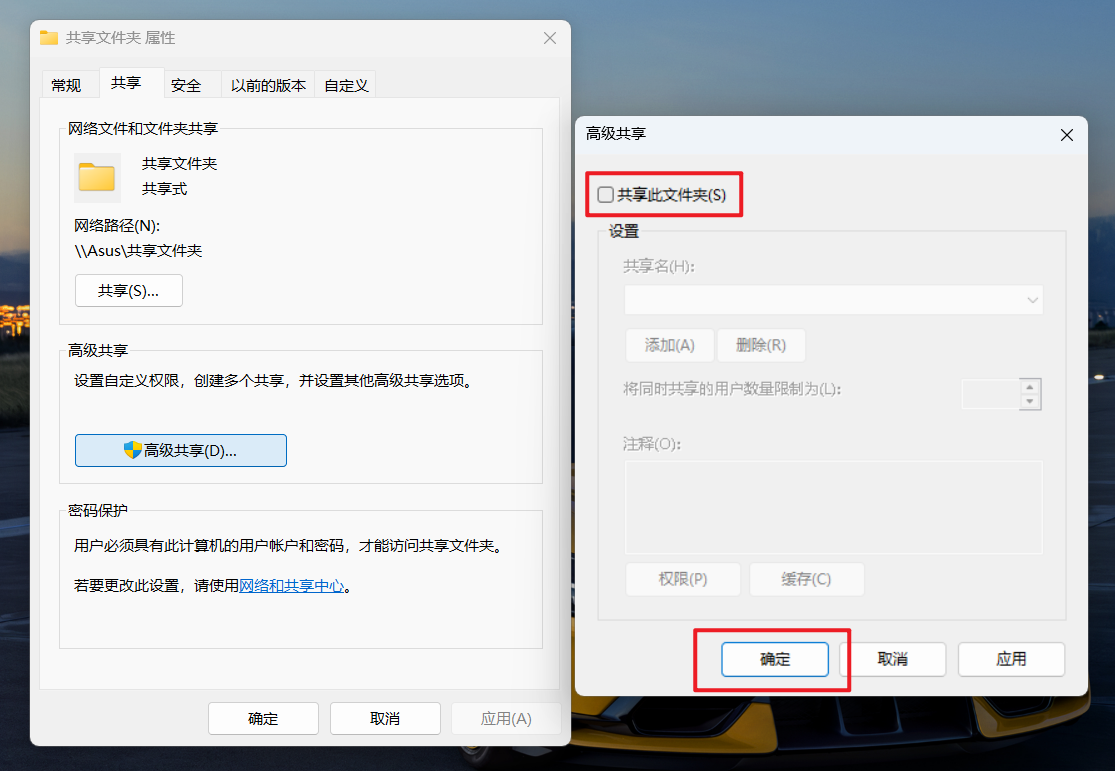 共享文件夹 属性
常规 共享 安全 以前的版本 自定义
网络文件和文件夹共享
共享文件夹
共享式
网络路径(N):
\\Asus\共享文件夹
共享(S)...
高级共享
设置自定义权限，创建多个共享，并设置其他高级共享选项。
高级共享(D)...
密码保护
用户必须具有此计算机的用户帐户和密码，才能访问共享文件夹。
若要更改此设置，请使用网络和共享中心。
确定 取消 应用(A)
高级共享
共享此文件夹(S)
设置
共享名(H):
添加(A) 删除(R)
将同时共享的用户数量限制为(L):
注释(O):
权限(P) 缓存(C)
确定 取消 应用